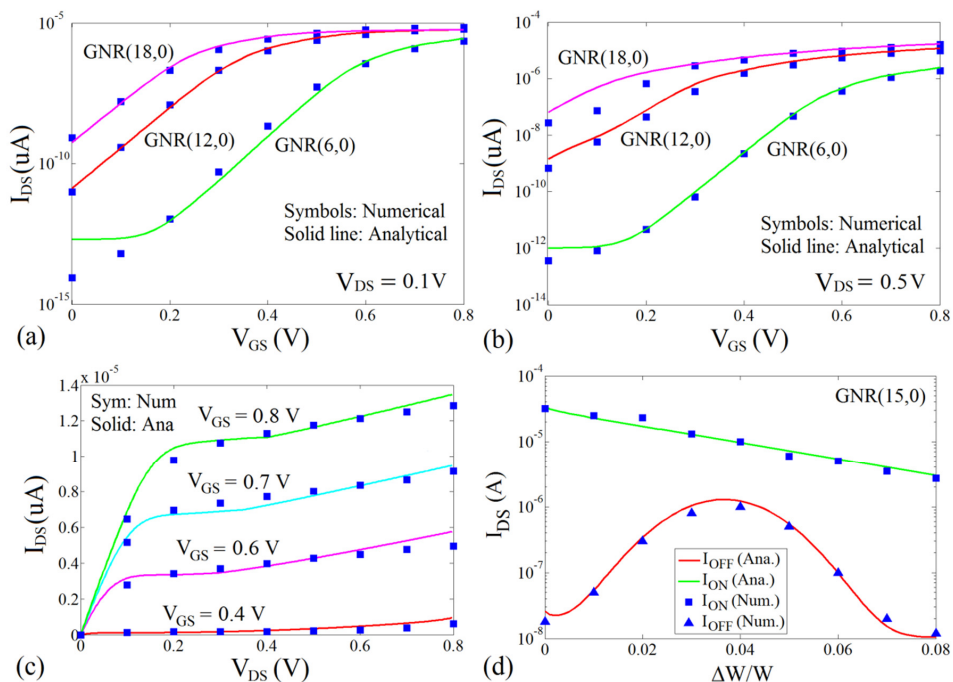 10⁻⁵
10⁻¹⁰
10⁻¹⁵
I_DS(uA)
GNR(18,0)
GNR(12,0)
GNR(6,0)
Symbols: Numerical
Solid line: Analytical
V_DS = 0.1V
0 0.2 0.4 0.6 0.8
(a) V_GS (V)
10⁻⁴
10⁻⁶
10⁻⁸
10⁻¹⁰
10⁻¹²
10⁻¹⁴
I_DS(uA)
GNR(18,0)
GNR(12,0)
GNR(6,0)
Symbols: Numerical
Solid line: Analytical
V_DS = 0.5V
0 0.2 0.4 0.6 0.8
(b) V_GS (V)
x 10⁻⁵
1.4
1.2
1
0.8
0.6
0.4
0.2
0
I_DS(uA)
Sym: Num
Solid: Ana
V_GS = 0.8 V
V_GS = 0.7 V
V_GS = 0.6 V
V_GS = 0.4 V
0 0.2 0.4 0.6 0.8
(c) V_DS (V)
10⁻⁴
10⁻⁵
10⁻⁶
10⁻⁷
10⁻⁸
I_DS (A)
GNR(15,0)
I_OFF (Ana.)
I_ON (Ana.)
I_ON (Num.)
I_OFF (Num.)
0 0.02 0.04 0.06 0.08
(d) ΔW/W